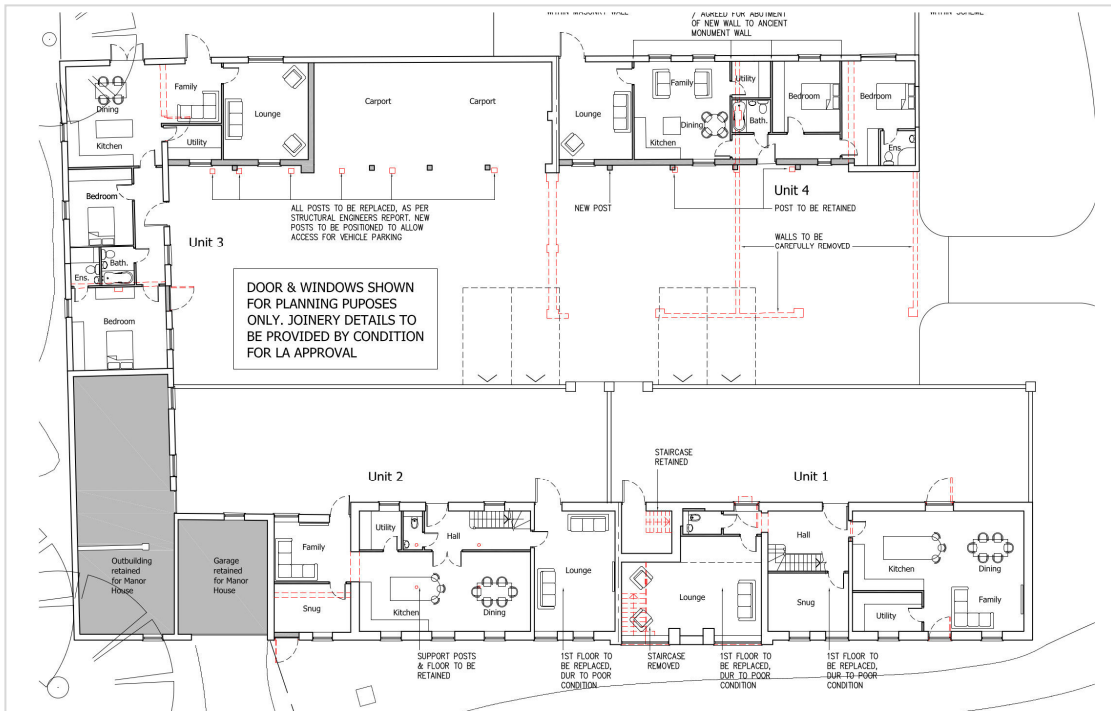 WITHIN MASONRY WALL
/ AGREED FOR ABUTMENT
OF NEW WALL TO ANCIENT
MONUMENT WALL
WITHIN SCHEME
Dining
Kitchen
Family
Utility
Lounge
Carport
Carport
Lounge
Family
Kitchen
Dining
Utility
Bath.
Bedroom
Bedroom
Ens.
Unit 4
Bedroom
Unit 3
Bath.
Ens.
Bedroom
ALL POSTS TO BE REPLACED, AS PER
STRUCTURAL ENGINEERS REPORT. NEW
POSTS TO BE POSITIONED TO ALLOW
ACCESS FOR VEHICLE PARKING
NEW POST
POST TO BE RETAINED
WALLS TO BE
CAREFULLY REMOVED
DOOR & WINDOWS SHOWN
FOR PLANNING PUPOSES
ONLY. JOINERY DETAILS TO
BE PROVIDED BY CONDITION
FOR LA APPROVAL
Unit 2
STAIRCASE
RETAINED
Unit 1
Outbuilding
retained
for Manor
House
Garage
retained
for Manor
House
Family
Snug
Utility
Hall
Kitchen
Dining
Lounge
Lounge
Hall
Snug
Kitchen
Dining
Utility
Family
SUPPORT POSTS
& FLOOR TO BE
RETAINED
1ST FLOOR TO
BE REPLACED,
DUR TO POOR
CONDITION
STAIRCASE
REMOVED
1ST FLOOR TO
BE REPLACED,
DUR TO POOR
CONDITION
1ST FLOOR TO
BE REPLACED,
DUR TO POOR
CONDITION